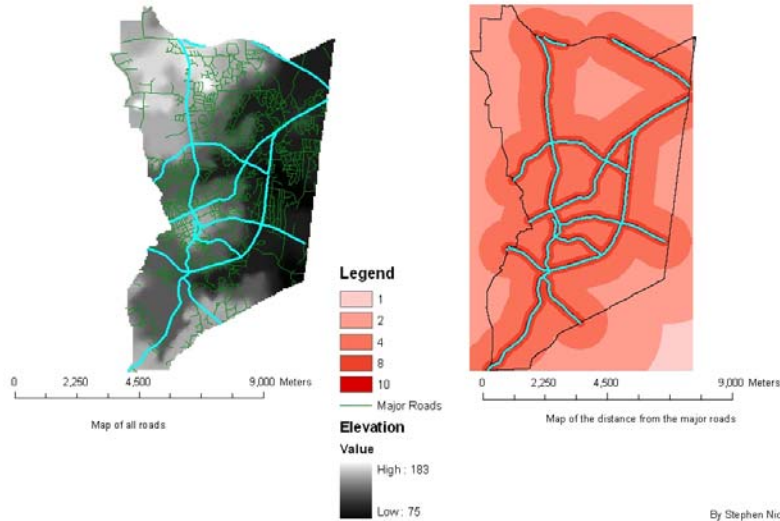 Legend
1
2
4
8
10
Major Roads
Elevation
Value
High : 183
Low : 75
0 2,250 4,500 9,000 Meters
Map of all roads
0 2,250 4,500 9,000 Meters
Map of the distance from the major roads
By Stephen Nic